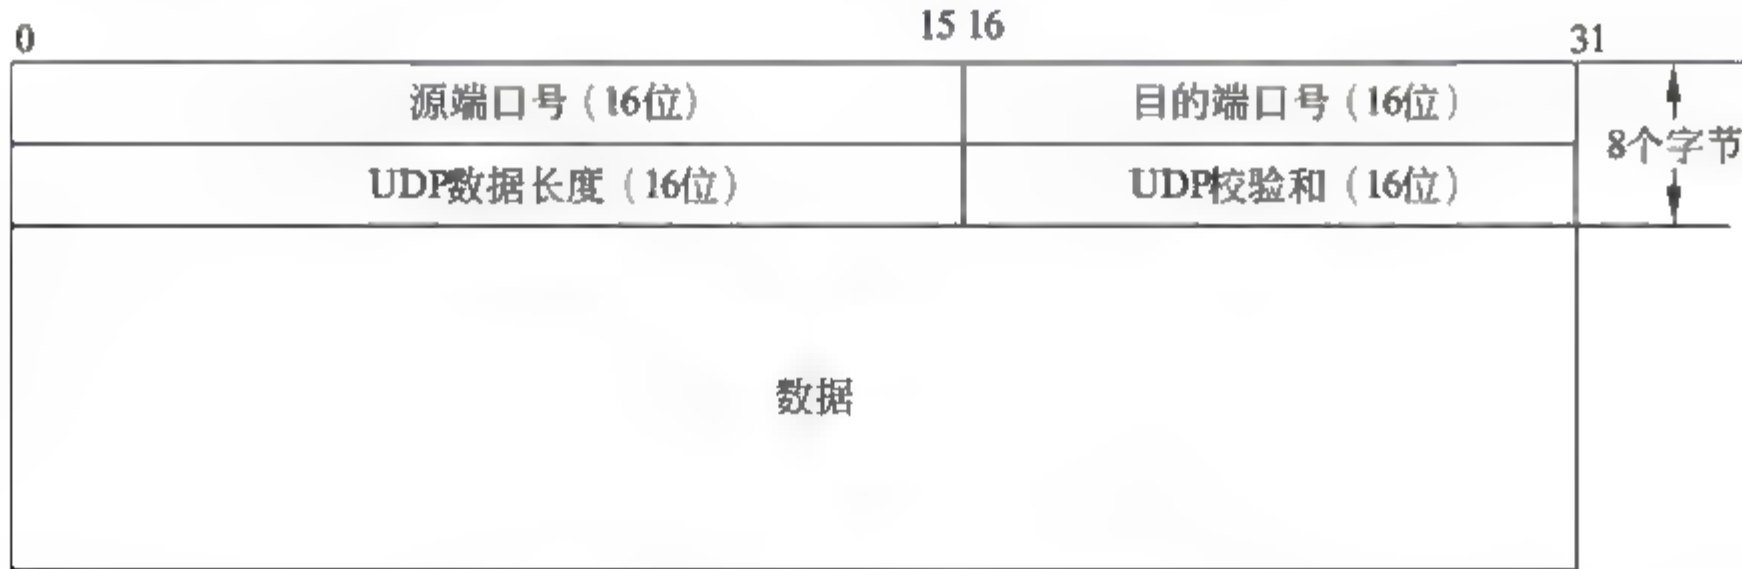 0 15 16 31
源端口号（16位） 目的端口号（16位）
8个字节
UDP数据长度（16位） UDP校验和（16位）
数据